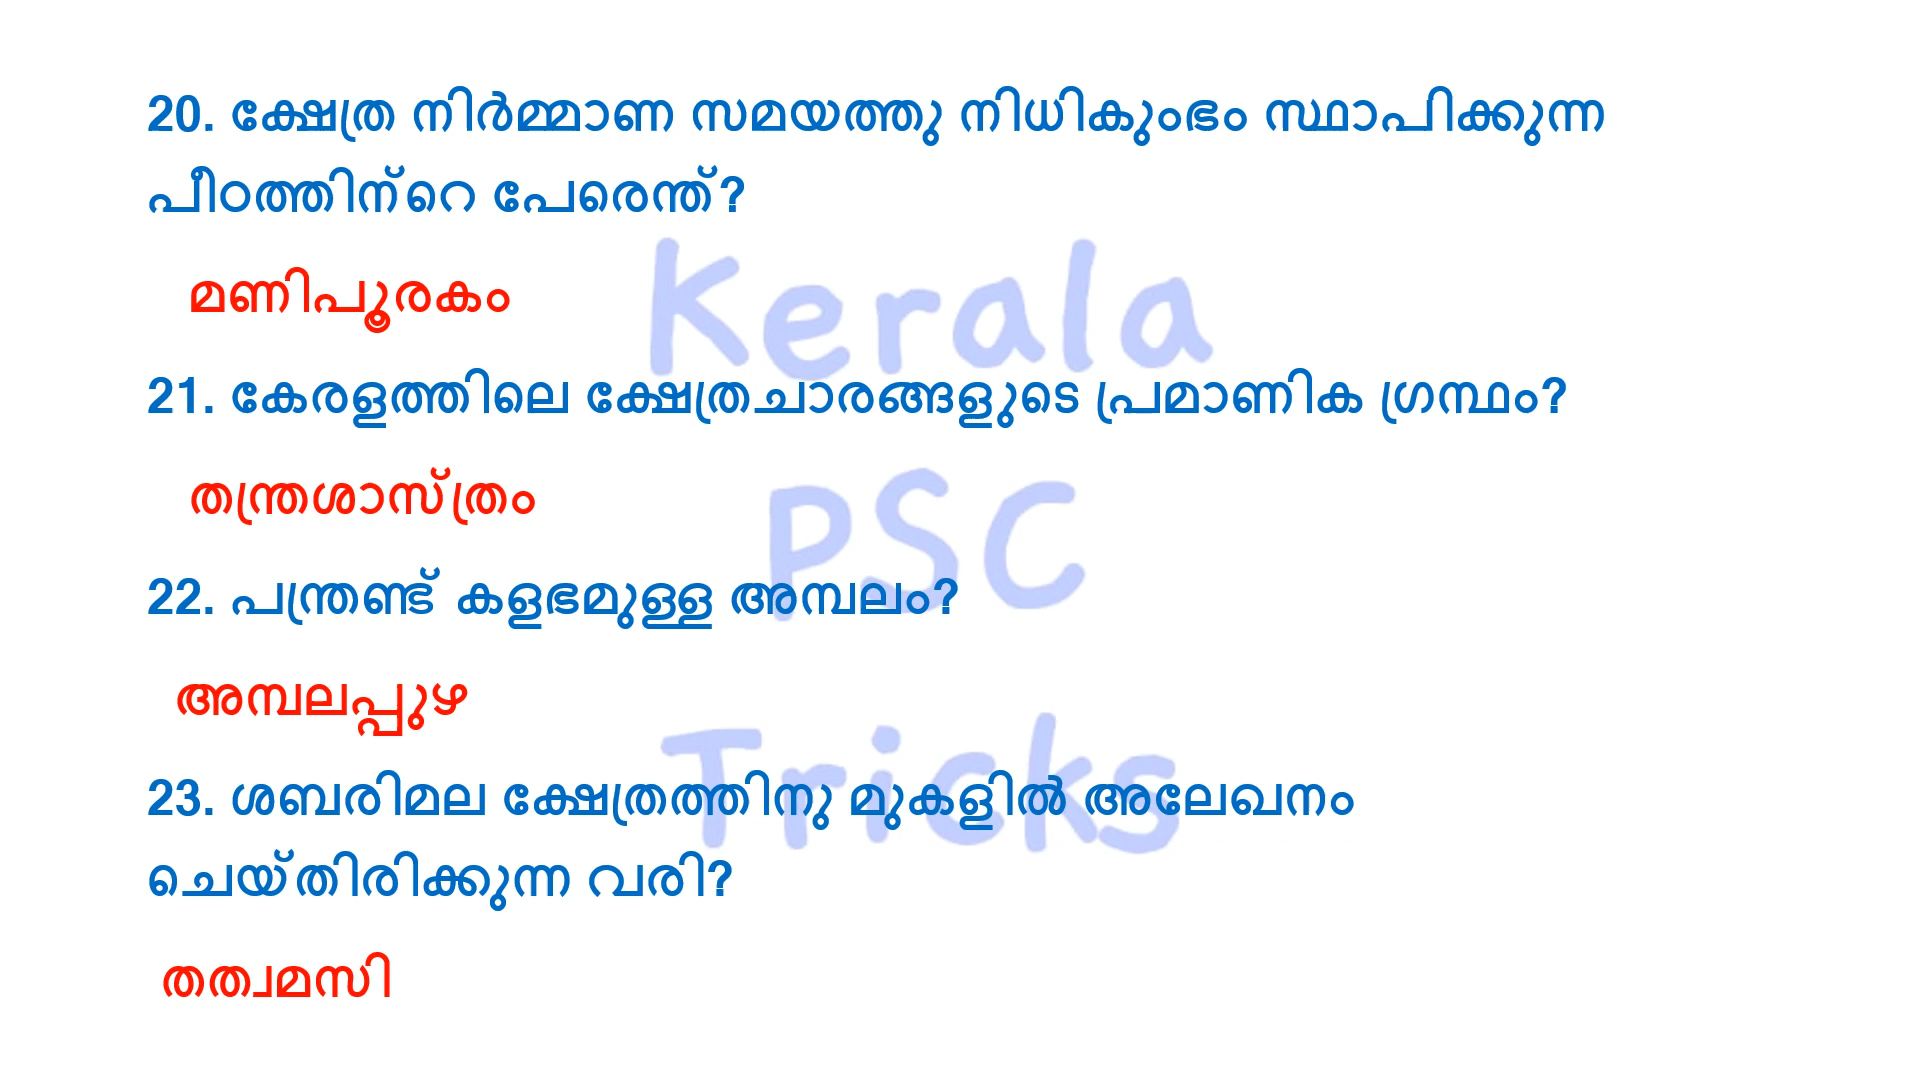 20. ക്ഷേത്ര നിർമ്മാണ സമയത്തു നിധികുംഭം സ്ഥാപിക്കുന്ന
പീഠത്തിന്റെ പേരെന്ത്?
മണിപൂരകം
Kerala
21. കേരളത്തിലെ ക്ഷേത്രചാരങ്ങളുടെ പ്രമാണിക ഗ്രന്ഥം?
തന്ത്രശാസ്ത്രം
PSC
22. പന്ത്രണ്ട് കളഭമുള്ള അമ്പലം?
അമ്പലപ്പുഴ
Tricks
23. ശബരിമല ക്ഷേത്രത്തിനു മുകളിൽ അലേഖനം
ചെയ്തിരിക്കുന്ന വരി?
തത്വമസി